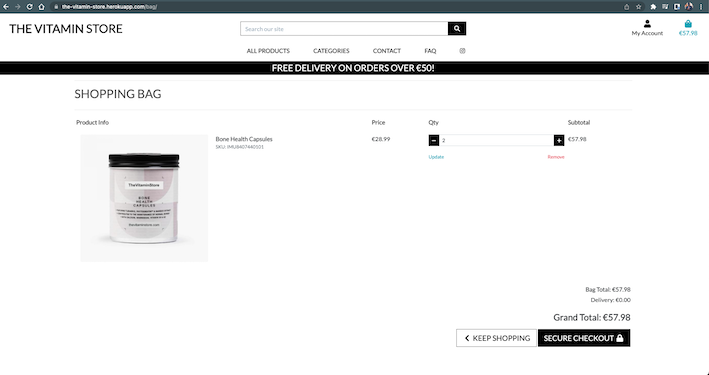 the-vitamin-store.herokuapp.com/bag/
THE VITAMIN STORE
Search our site
My Account
€57.98
ALL PRODUCTS CATEGORIES CONTACT FAQ
FREE DELIVERY ON ORDERS OVER €50!
SHOPPING BAG
Product Info Price Qty Subtotal
Bone Health Capsules €28.99 2 €57.98
Update Remove
TheVitaminStore
BONE
HEALTH
CAPSULES
Bag Total: €57.98
Delivery: €0.00
Grand Total: €57.98
KEEP SHOPPING SECURE CHECKOUT